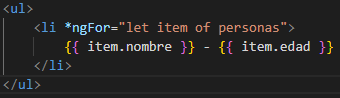 <ul>
    <li *ngFor="let item of personas">
        {{ item.nombre }} - {{ item.edad }}
    </li>
</ul>